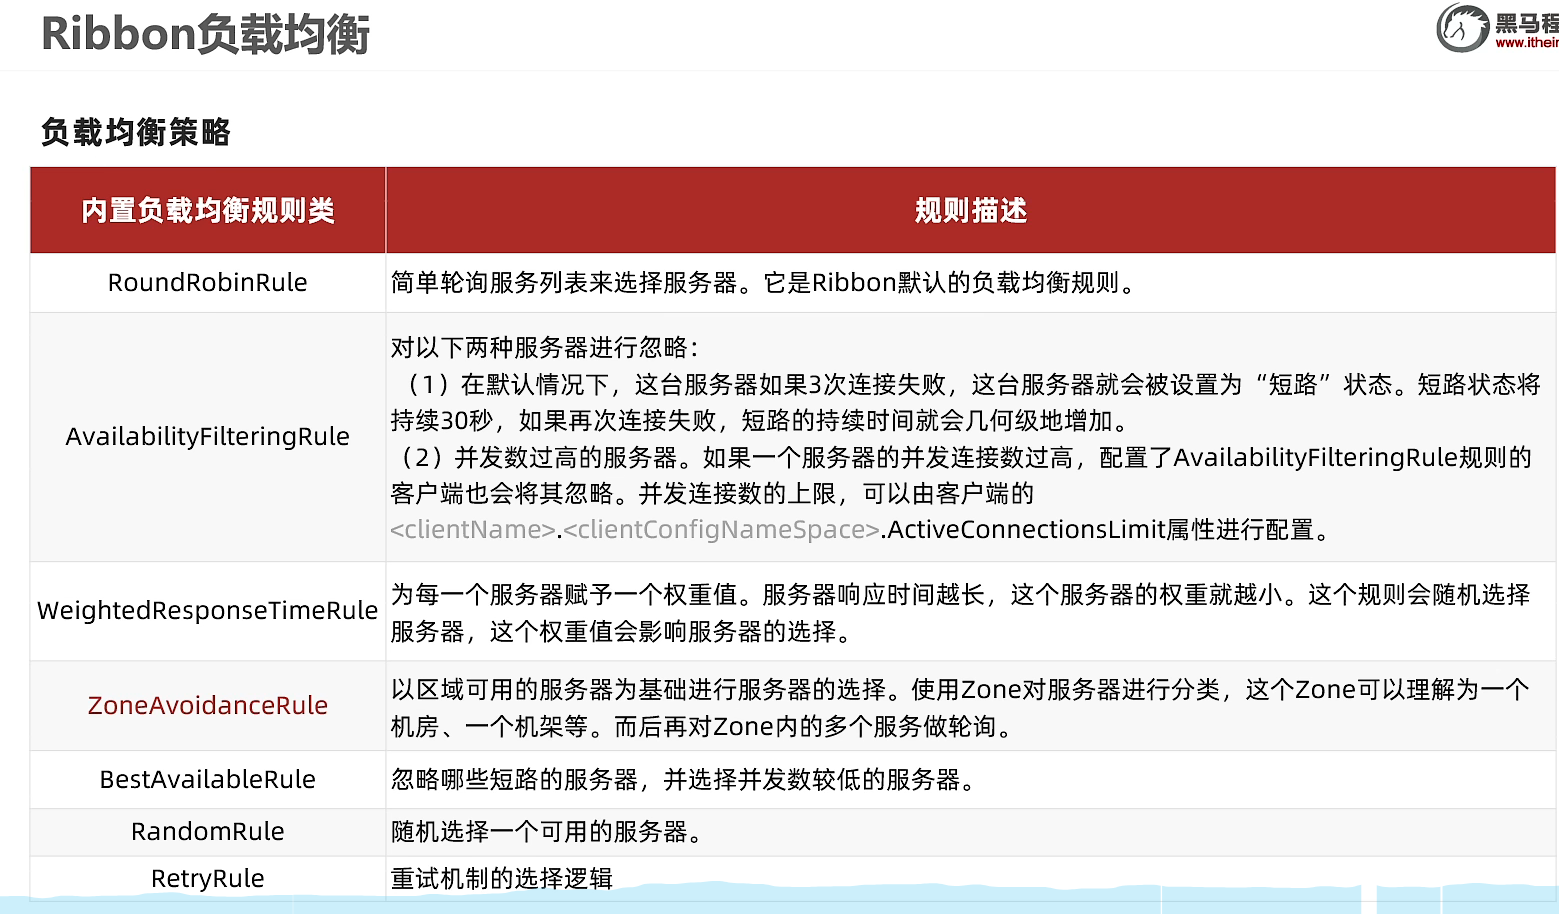 Ribbon负载均衡
黑马程
www.ithei
负载均衡策略
内置负载均衡规则类
规则描述
RoundRobinRule
简单轮询服务列表来选择服务器。它是Ribbon默认的负载均衡规则。
AvailabilityFilteringRule
对以下两种服务器进行忽略：
（1）在默认情况下，这台服务器如果3次连接失败，这台服务器就会被设置为“短路”状态。短路状态将
持续30秒，如果再次连接失败，短路的持续时间就会几何级地增加。
（2）并发数过高的服务器。如果一个服务器的并发连接数过高，配置了AvailabilityFilteringRule规则的
客户端也会将其忽略。并发连接数的上限，可以由客户端的
<clientName>.<clientConfigNameSpace>.ActiveConnectionsLimit属性进行配置。
WeightedResponseTimeRule
为每一个服务器赋予一个权重值。服务器响应时间越长，这个服务器的权重就越小。这个规则会随机选择
服务器，这个权重值会影响服务器的选择。
ZoneAvoidanceRule
以区域可用的服务器为基础进行服务器的选择。使用Zone对服务器进行分类，这个Zone可以理解为一个
机房、一个机架等。而后再对Zone内的多个服务做轮询。
BestAvailableRule
忽略哪些短路的服务器，并选择并发数较低的服务器。
RandomRule
随机选择一个可用的服务器。
RetryRule
重试机制的选择逻辑